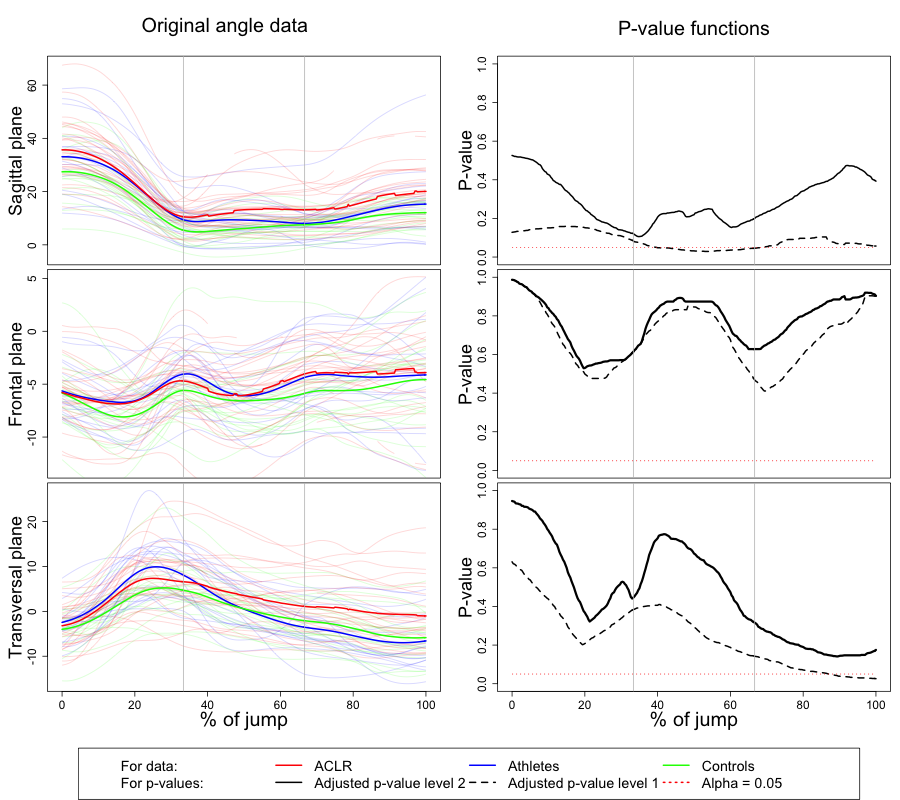 Original angle data
P-value functions
Sagittal plane
0 20 40 60
P-value
0.0 0.2 0.4 0.6 0.8 1.0
Frontal plane
-10 -5 0 5
P-value
0.0 0.2 0.4 0.6 0.8 1.0
Transversal plane
-10 0 10 20
P-value
0.0 0.2 0.4 0.6 0.8 1.0
0 20 40 60 80 100
% of jump
0 20 40 60 80 100
% of jump
For data: ACLR Athletes Controls
For p-values: Adjusted p-value level 2 Adjusted p-value level 1 Alpha = 0.05